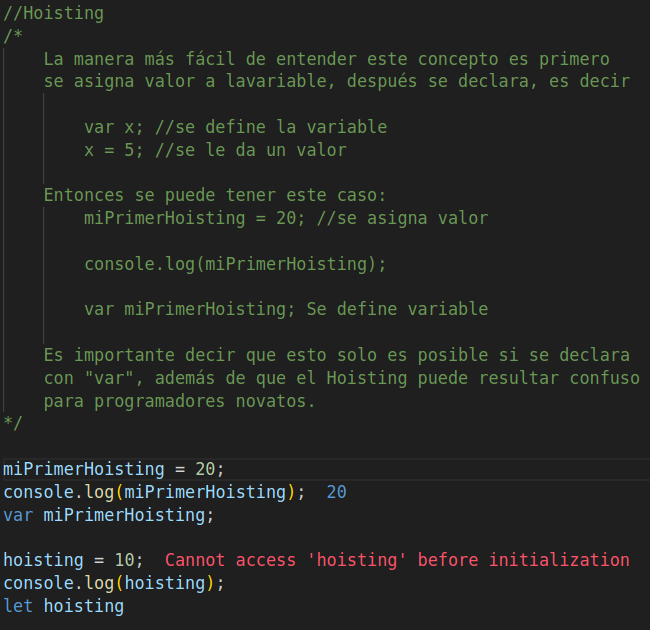 //Hoisting
/*
La manera más fácil de entender este concepto es primero
se asigna valor a lavariable, después se declara, es decir
var x; //se define la variable
x = 5; //se le da un valor
Entonces se puede tener este caso:
miPrimerHoisting = 20; //se asigna valor
console.log(miPrimerHoisting);
var miPrimerHoisting; Se define variable
Es importante decir que esto solo es posible si se declara
con "var", además de que el Hoisting puede resultar confuso
para programadores novatos.
*/
miPrimerHoisting = 20;
console.log(miPrimerHoisting);  20
var miPrimerHoisting;
hoisting = 10;  Cannot access 'hoisting' before initialization
console.log(hoisting);
let hoisting